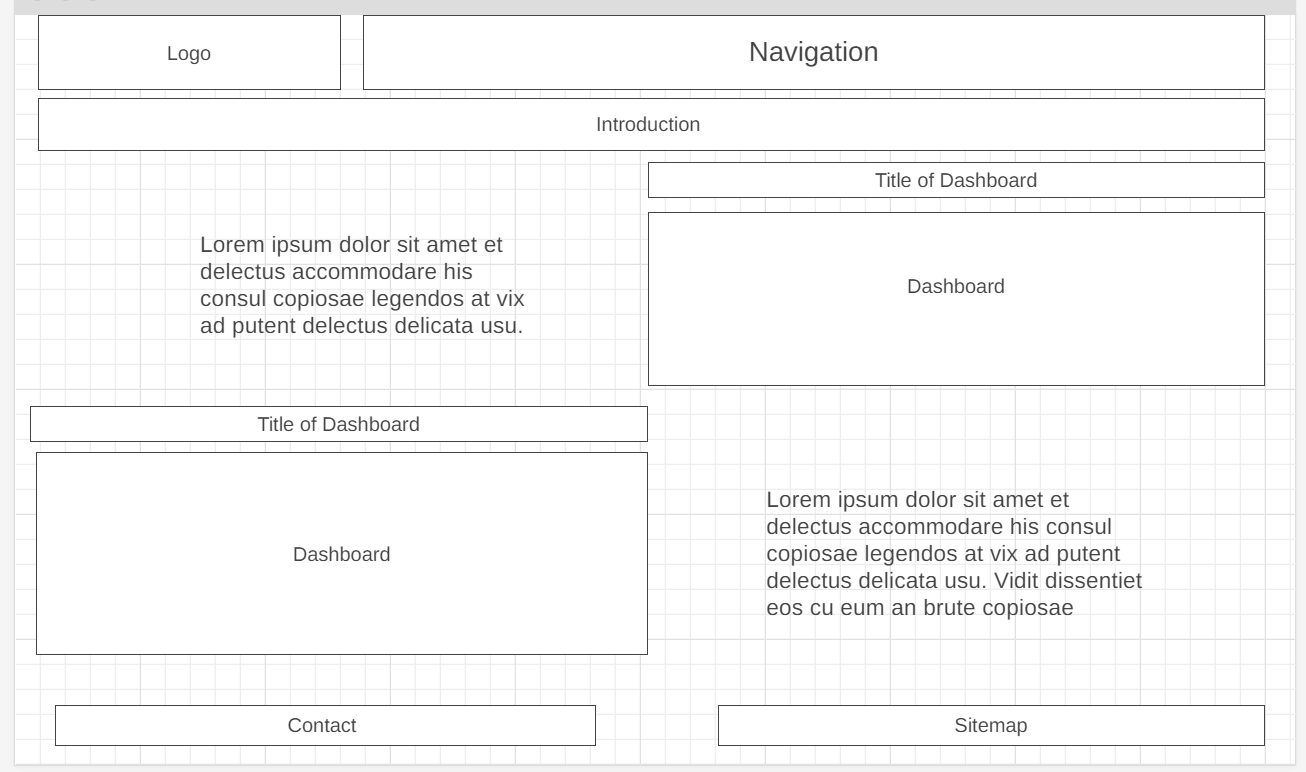 Logo
Navigation
Introduction
Title of Dashboard
Lorem ipsum dolor sit amet et
delectus accommodare his
consul copiosae legendos at vix
ad putent delectus delicata usu.
Dashboard
Title of Dashboard
Dashboard
Lorem ipsum dolor sit amet et
delectus accommodare his consul
copiosae legendos at vix ad putent
delectus delicata usu. Vidit dissentiet
eos cu eum an brute copiosae
Contact
Sitemap